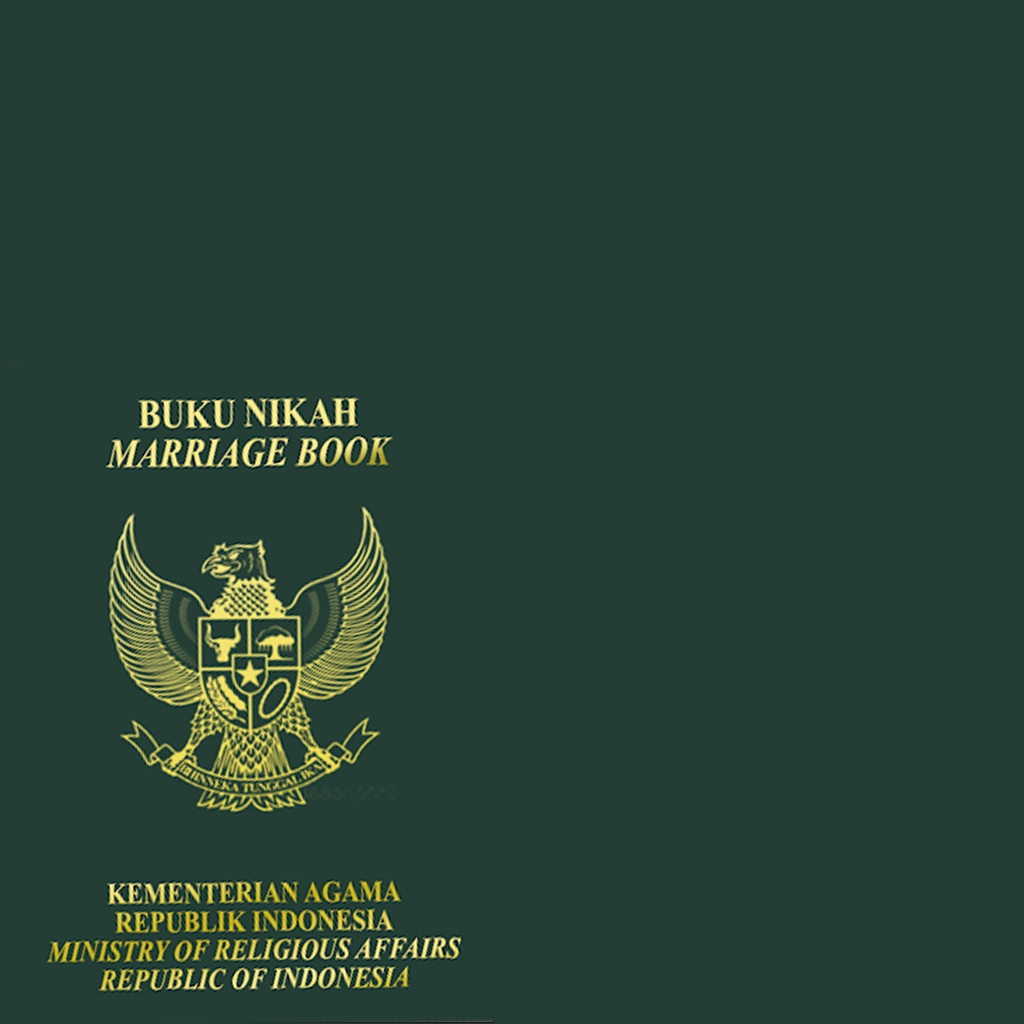 BUKU NIKAH
MARRIAGE BOOK
BHINNEKA TUNGGAL IKA
KEMENTERIAN AGAMA
REPUBLIK INDONESIA
MINISTRY OF RELIGIOUS AFFAIRS
REPUBLIC OF INDONESIA